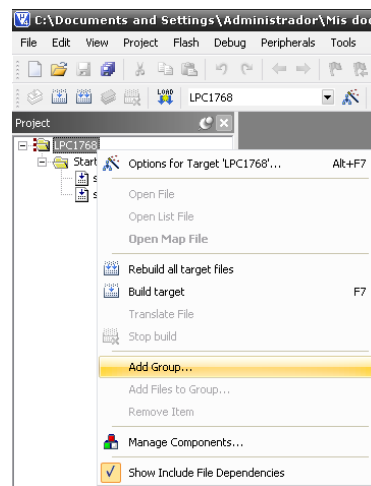 C:\Documents and Settings\Administrador\Mis doc
File Edit View Project Flash Debug Peripherals Tools
LOAD LPC1768
Project
LPC1768
Start
s
s
Options for Target 'LPC1768'... Alt+F7
Open File
Open List File
Open Map File
Rebuild all target files
Build target F7
Translate File
Stop build
Add Group...
Add Files to Group...
Remove Item
Manage Components...
Show Include File Dependencies